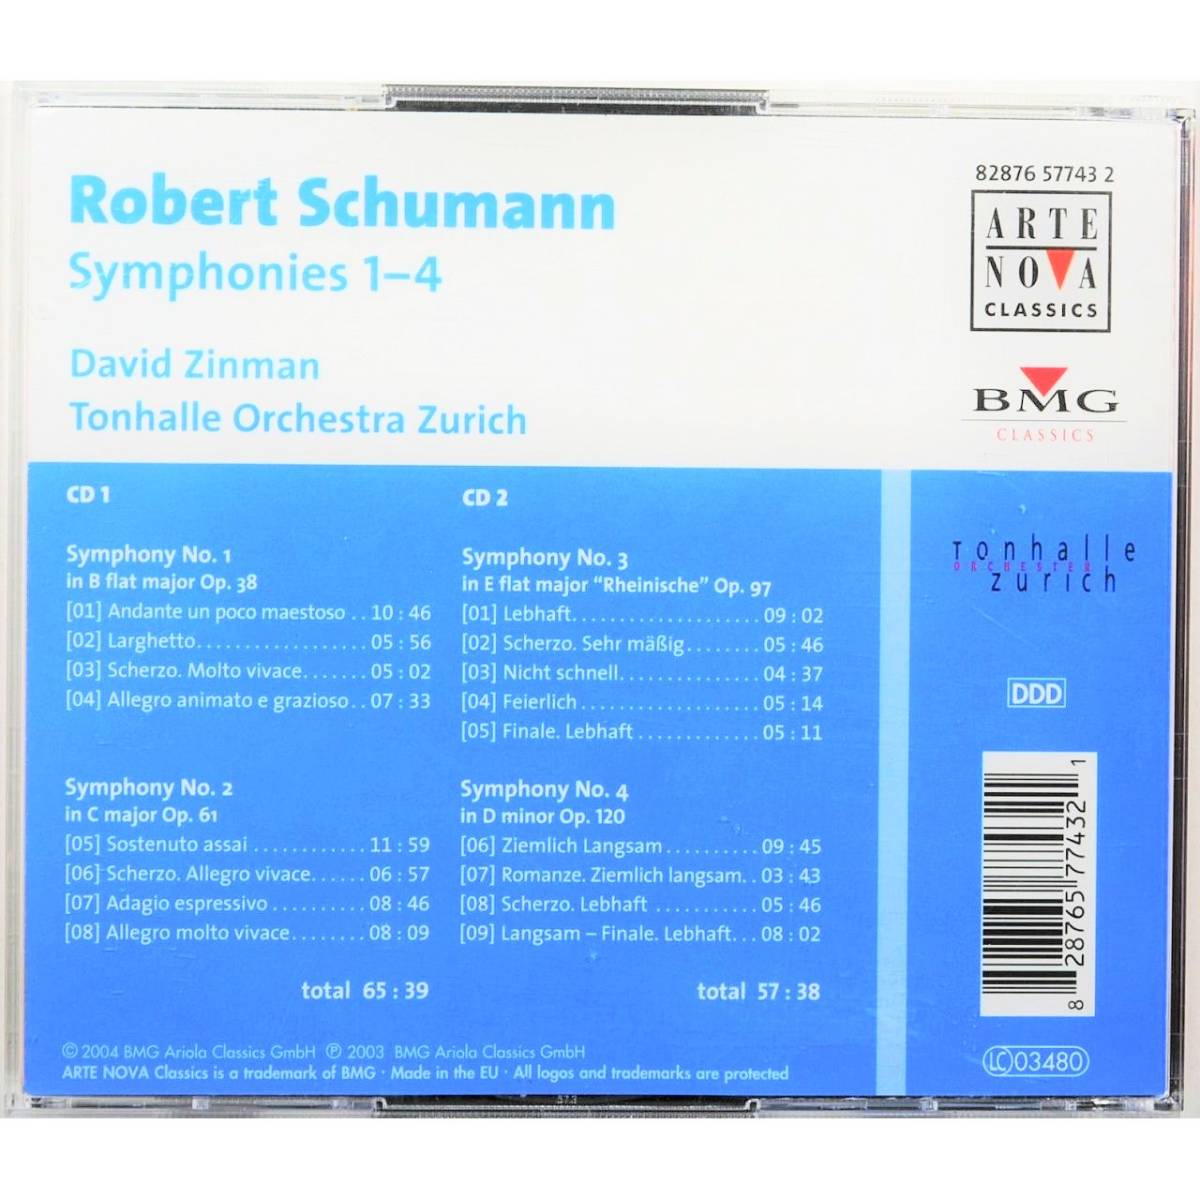 Robert Schumann
Symphonies 1–4
David Zinman
Tonhalle Orchestra Zurich
82876 57743 2
ARTE
NOVA
CLASSICS
BMG
CLASSICS
CD 1
Symphony No. 1
in B flat major Op. 38
[01] Andante un poco maestoso .. 10 : 46
[02] Larghetto.................. 05 : 56
[03] Scherzo. Molto vivace....... 05 : 02
[04] Allegro animato e grazioso.. 07 : 33
Symphony No. 2
in C major Op. 61
[05] Sostenuto assai ............ 11 : 59
[06] Scherzo. Allegro vivace...... 06 : 57
[07] Adagio espressivo .......... 08 : 46
[08] Allegro molto vivace........ 08 : 09
total 65 : 39
CD 2
Symphony No. 3
in E flat major “Rheinische” Op. 97
[01] Lebhaft.................... 09 : 02
[02] Scherzo. Sehr mäßig........ 05 : 46
[03] Nicht schnell............... 04 : 37
[04] Feierlich ................... 05 : 14
[05] Finale. Lebhaft ............. 05 : 11
Symphony No. 4
in D minor Op. 120
[06] Ziemlich Langsam.......... 09 : 45
[07] Romanze. Ziemlich langsam.. 03 : 43
[08] Scherzo. Lebhaft ........... 05 : 46
[09] Langsam – Finale. Lebhaft... 08 : 02
total 57 : 38
Tonhalle
ORCHESTER
zurich
DDD
8 28765 77432 1
LC 03480
© 2004 BMG Ariola Classics GmbH ℗ 2003 BMG Ariola Classics GmbH
ARTE NOVA Classics is a trademark of BMG · Made in the EU · All logos and trademarks are protected